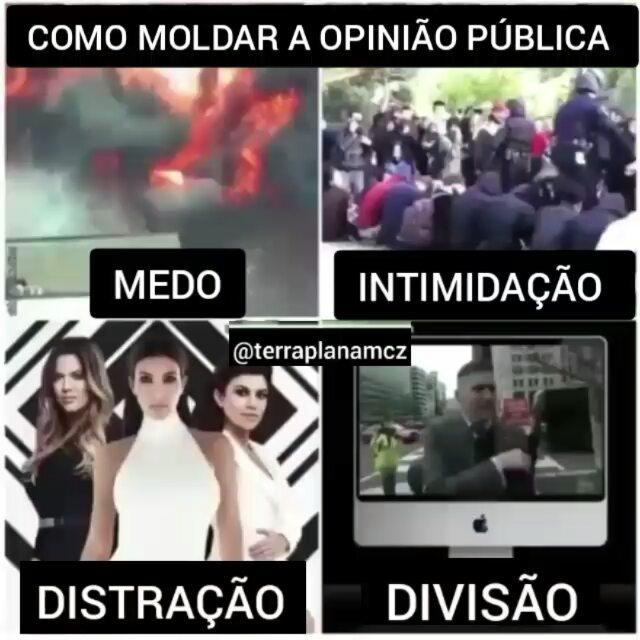 COMO MOLDAR A OPINIÃO PÚBLICA
MEDO
INTIMIDAÇÃO
@terraplanamcz
DISTRAÇÃO
DIVISÃO